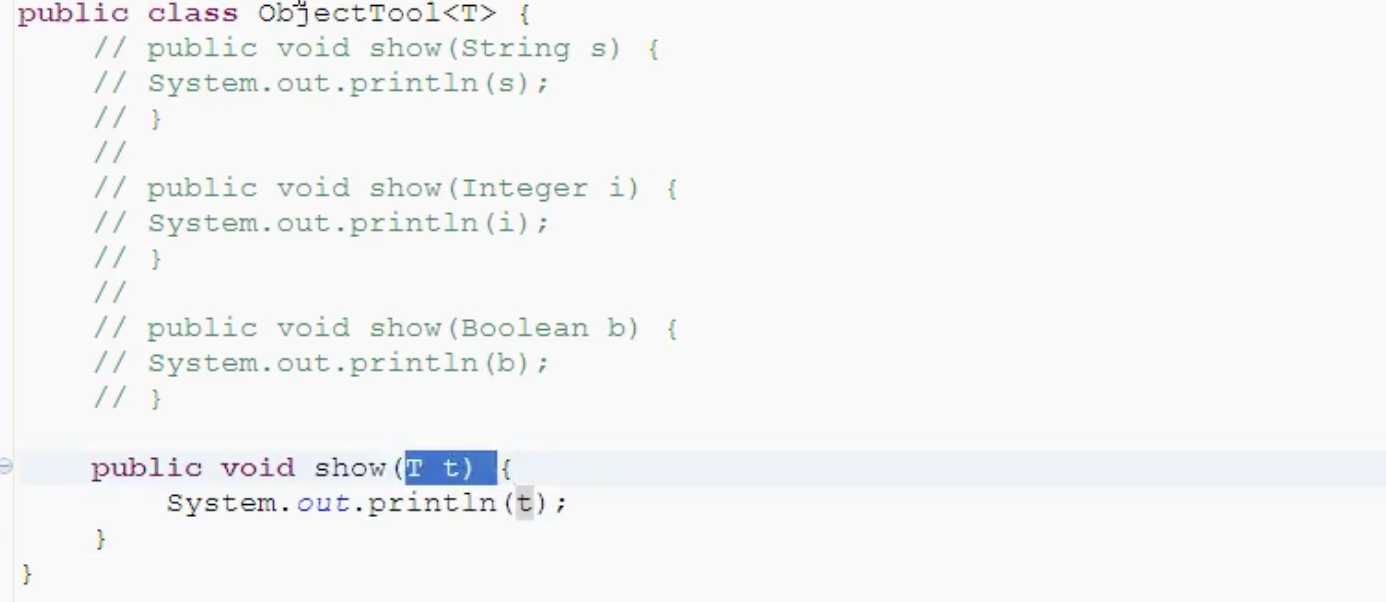 public class ObjectTool<T> {
    // public void show(String s) {
    // System.out.println(s);
    // }
    //
    // public void show(Integer i) {
    // System.out.println(i);
    // }
    //
    // public void show(Boolean b) {
    // System.out.println(b);
    // }
    public void show(T t) {
        System.out.println(t);
    }
}